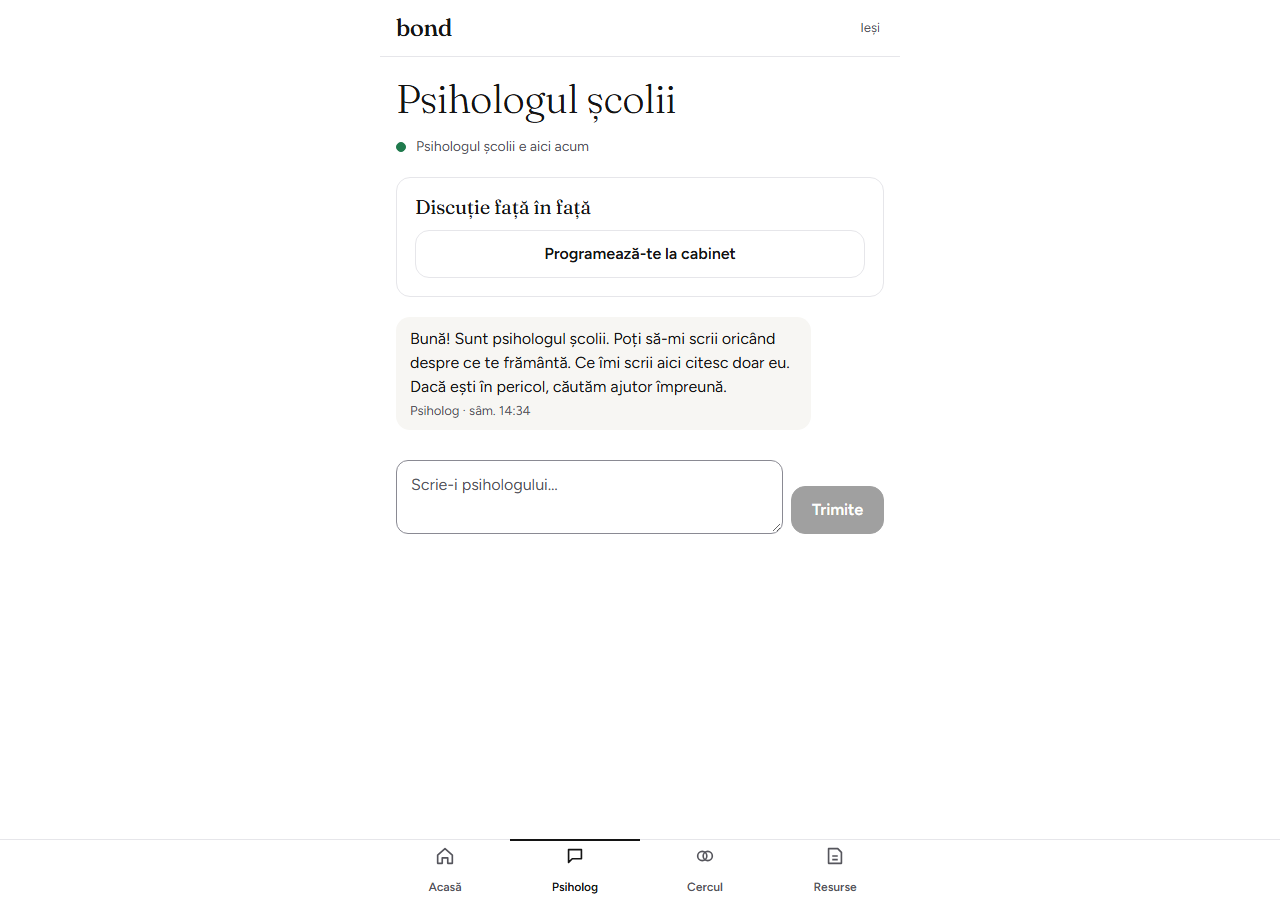 bond
Ieși
Psihologul școlii
Psihologul școlii e aici acum
Discuție față în față
Programează-te la cabinet
Bună! Sunt psihologul școlii. Poți să-mi scrii oricând
despre ce te frământă. Ce îmi scrii aici citesc doar eu.
Dacă ești în pericol, căutăm ajutor împreună.
Psiholog · sâm. 14:34
Scrie-i psihologului…
Trimite
Acasă
Psiholog
Cercul
Resurse